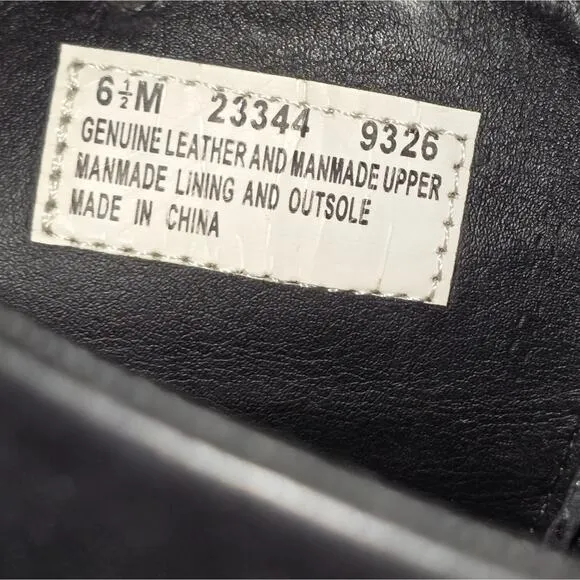 6½M 23344 9326
GENUINE LEATHER AND MANMADE UPPER
MANMADE LINING AND OUTSOLE
MADE IN CHINA